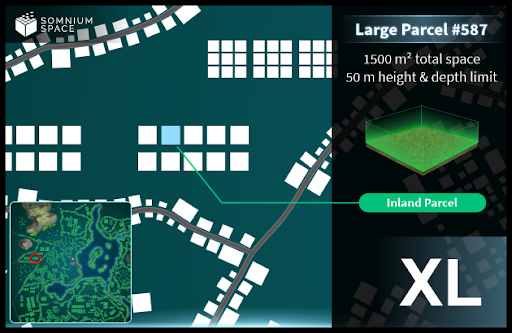 SOMNIUM
SPACE
Large Parcel #587
1500 m² total space
50 m height & depth limit
Inland Parcel
XL